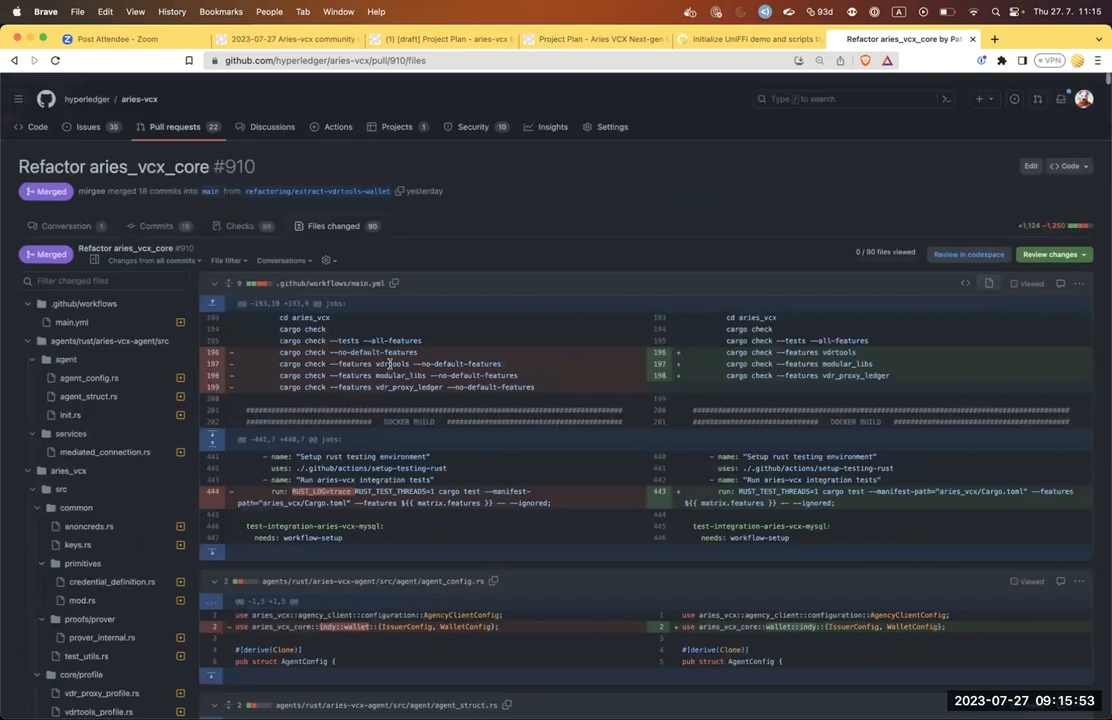 Brave File Edit View History Bookmarks People Tab Window Help 93d A Thu 27. 7. 11:15
Post Attendee - Zoom
2023-07-27 Aries-vcx community c
(1) [draft] Project Plan - aries-vcx b
Project Plan - Aries VCX Next-gen
Initialize UniFFI demo and scripts b
Refactor aries_vcx_core by Pat
github.com/hyperledger/aries-vcx/pull/910/files
VPN
hyperledger / aries-vcx
Type / to search
Code Issues 35 Pull requests 22 Discussions Actions Projects 1 Security 10 Insights Settings
Refactor aries_vcx_core #910
Edit <> Code
Merged mirgee merged 18 commits into main from refactoring/extract-vdrtools-wallet yesterday
Conversation 1 Commits 18 Checks Files changed 90
+1,124 −1,250
Merged Refactor aries_vcx_core #910
Changes from all commits File filter Conversations
0 / 90 files viewed Review in codespace Review changes
Filter changed files
.github/workflows
main.yml
agents/rust/aries-vcx-agent/src
agent
agent_config.rs
agent_struct.rs
init.rs
services
mediated_connection.rs
aries_vcx
src
common
anoncreds.rs
keys.rs
primitives
credential_definition.rs
mod.rs
proofs/prover
prover_internal.rs
test_utils.rs
core/profile
vdr_proxy_profile.rs
vdrtools_profile.rs
9 .github/workflows/main.yml Viewed
@@ -193,10 +193,9 @@ jobs:
193 cd aries_vcx 193 cd aries_vcx
194 cargo check 194 cargo check
195 cargo check --tests --all-features 195 cargo check --tests --all-features
196 - cargo check --no-default-features 196 + cargo check --features vdrtools
197 - cargo check --features vdrtools --no-default-features 197 + cargo check --features modular_libs
198 - cargo check --features modular_libs --no-default-features 198 + cargo check --features vdr_proxy_ledger
199 - cargo check --features vdr_proxy_ledger --no-default-features
200 199
201 ########## DOCKER BUILD ########## 200 ########## DOCKER BUILD ##########
@@ -441,7 +440,7 @@ jobs:
441 - name: "Setup rust testing environment" 440 - name: "Setup rust testing environment"
442 uses: ./.github/actions/setup-testing-rust 441 uses: ./.github/actions/setup-testing-rust
443 - name: "Run aries_vcx integration tests" 442 - name: "Run aries_vcx integration tests"
444 - run: RUST_LOG=trace RUST_TEST_THREADS=1 cargo test --manifest- 443 + run: RUST_TEST_THREADS=1 cargo test --manifest-path="aries_vcx/Cargo.toml" --features
path="aries_vcx/Cargo.toml" --features ${{ matrix.features }} -- --ignored; ${{ matrix.features }} -- --ignored;
445 444
446 test-integration-aries-vcx-mysql: 445 test-integration-aries-vcx-mysql:
447 needs: workflow-setup 446 needs: workflow-setup
2 agents/rust/aries-vcx-agent/src/agent/agent_config.rs Viewed
@@ -1,5 +1,5 @@
1 use aries_vcx::agency_client::configuration::AgencyClientConfig; 1 use aries_vcx::agency_client::configuration::AgencyClientConfig;
2 - use aries_vcx_core::indy::wallet::{IssuerConfig, WalletConfig}; 2 + use aries_vcx_core::wallet::indy::{IssuerConfig, WalletConfig};
3 3
4 #[derive(Clone)] 4 #[derive(Clone)]
5 pub struct AgentConfig { 5 pub struct AgentConfig {
2 agents/rust/aries-vcx-agent/src/agent/agent_struct.rs Viewed
2023-07-27 09:15:53